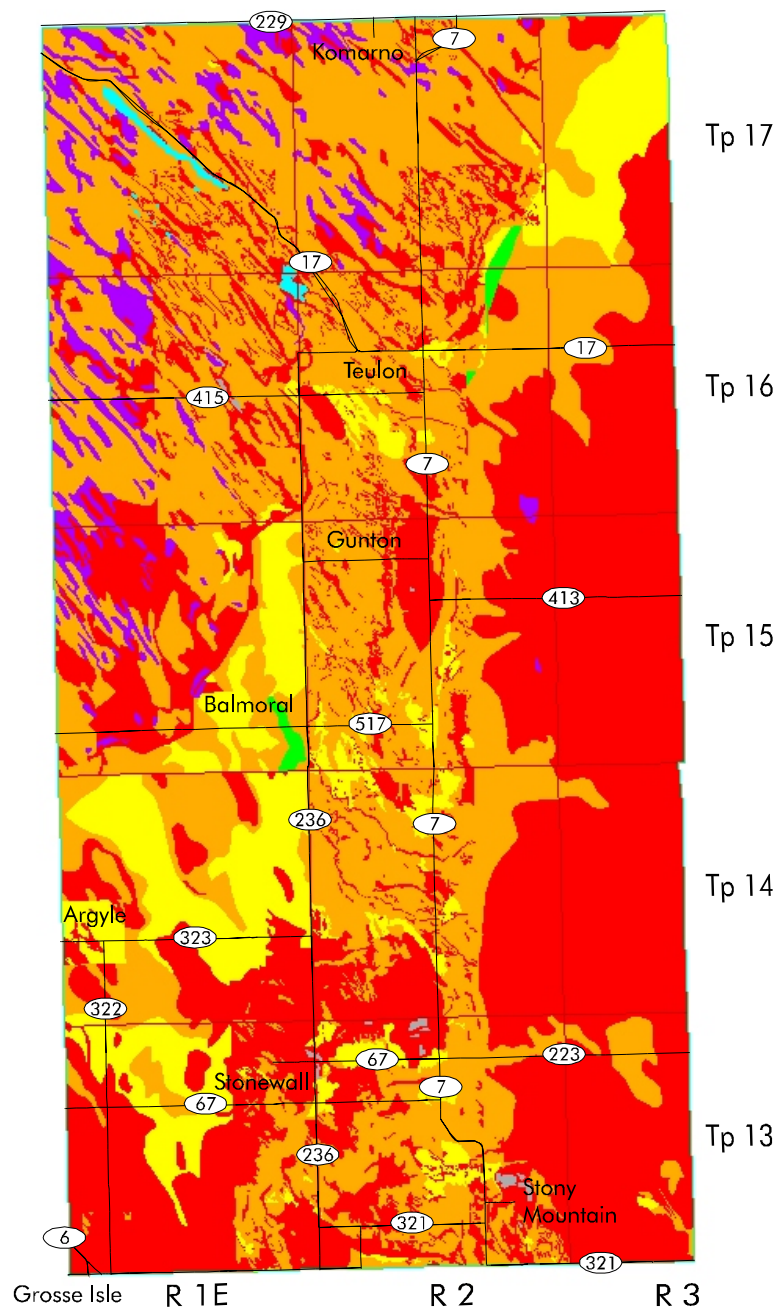 229
7
Komarno
Tp 17
17
17
Teulon
Tp 16
415
7
Gunton
413
Tp 15
Balmoral
517
236
7
Tp 14
Argyle
323
322
67
223
Stonewall
7
67
Tp 13
236
Stony
Mountain
321
6
321
Grosse Isle
R 1E
R 2
R 3